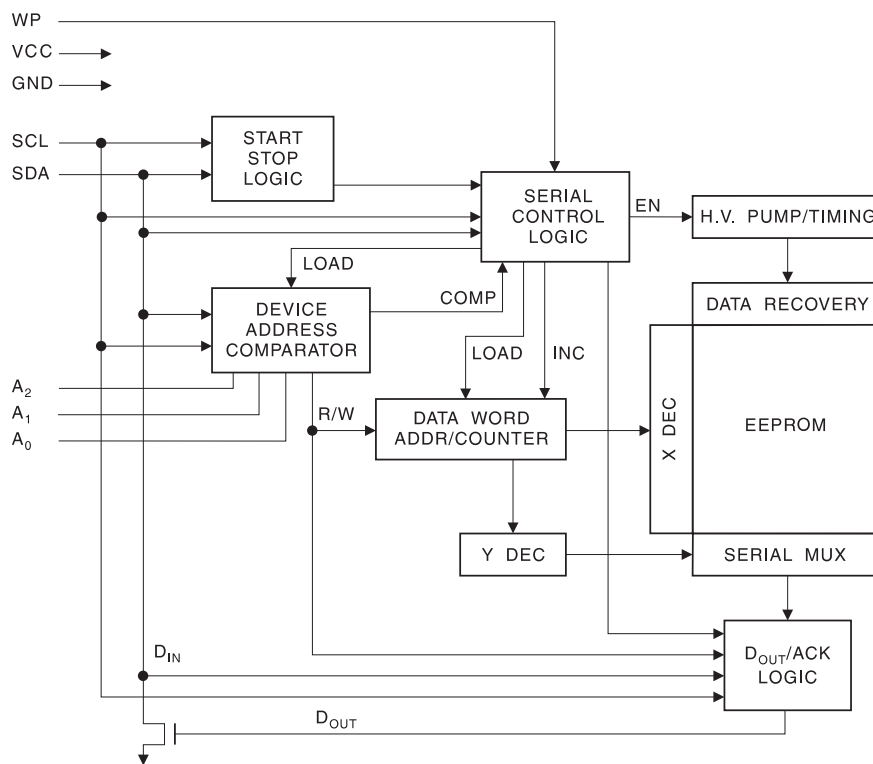 WP
VCC
GND
SCL
SDA
START
STOP
LOGIC
SERIAL
CONTROL
LOGIC
EN
H.V. PUMP/TIMING
LOAD
COMP
DATA RECOVERY
DEVICE
ADDRESS
COMPARATOR
LOAD
INC
A2
A1
A0
R/W
DATA WORD
ADDR/COUNTER
X DEC
EEPROM
Y DEC
SERIAL MUX
DIN
DOUT/ACK
LOGIC
DOUT